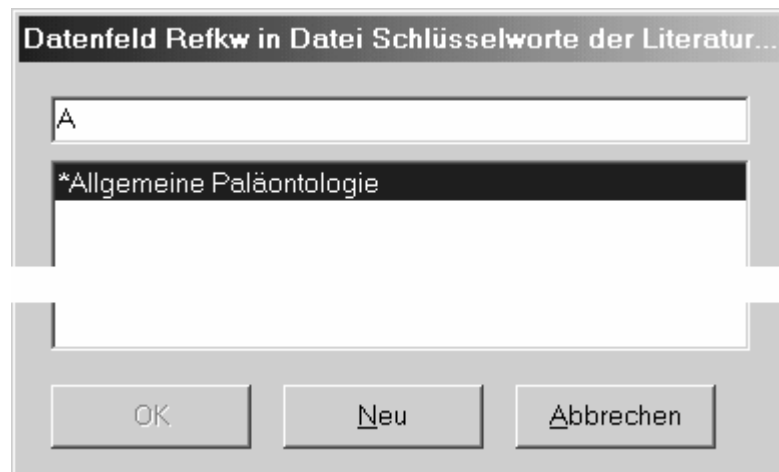 Datenfeld Refkw in Datei Schlüsselworte der Literatur...
A
*Allgemeine Paläontologie
OK
Neu
Abbrechen